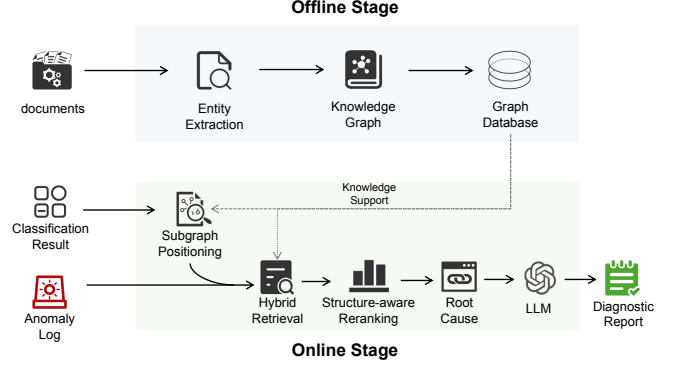 Offline Stage
documents
Entity
Extraction
Knowledge
Graph
Graph
Database
Knowledge
Support
Classification
Result
Subgraph
Positioning
Anomaly
Log
Hybrid
Retrieval
Structure-aware
Reranking
Root
Cause
LLM
Diagnostic
Report
Online Stage